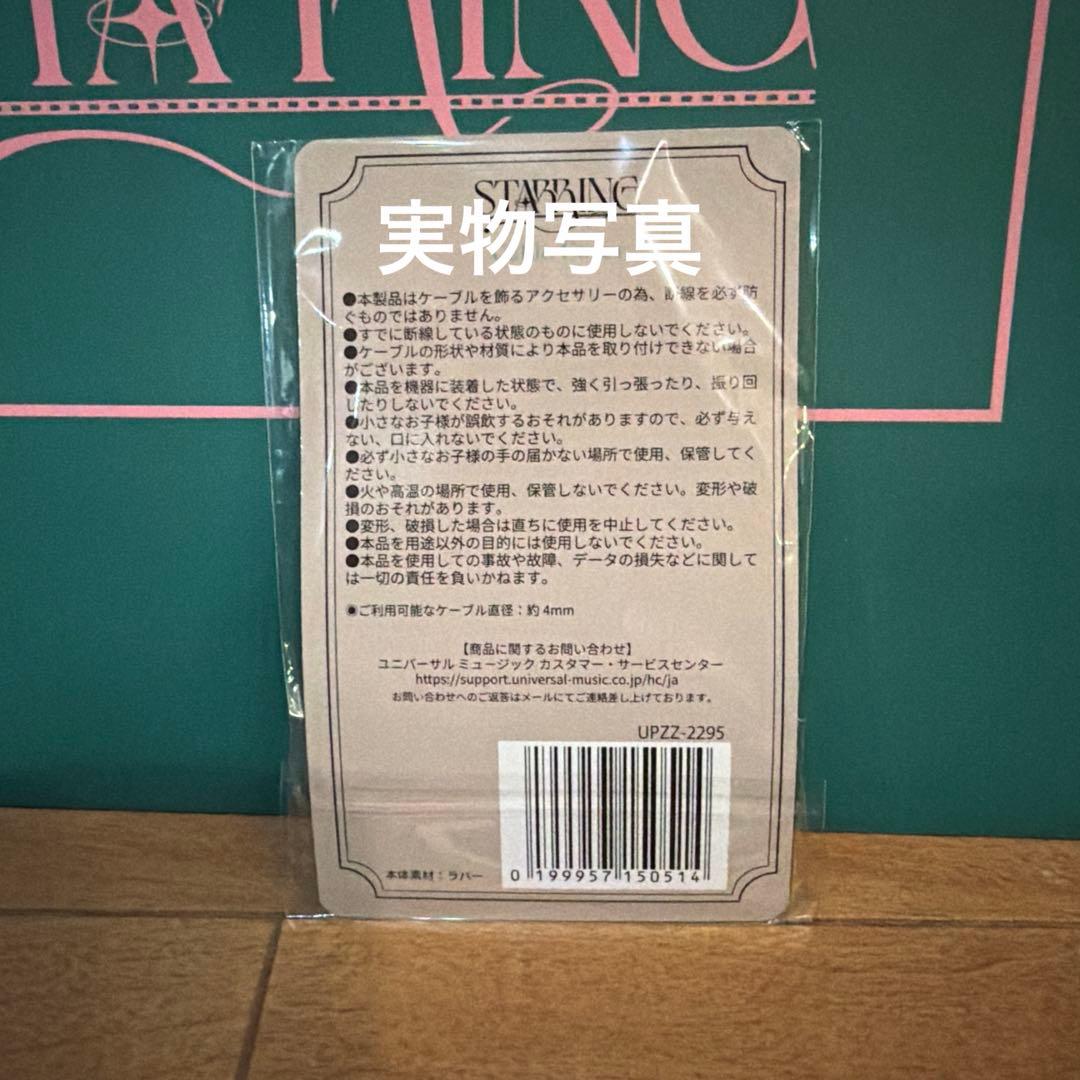 STARRING
STARRING
実物写真
●本製品はケーブルを飾るアクセサリーの為、断線を必ず防
ぐものではありません。
●すでに断線している状態のものに使用しないでください。
●ケーブルの形状や材質により本品を取り付けできない場合
がございます。
●本品を機器に装着した状態で、強く引っ張ったり、振り回
したりしないでください。
●小さなお子様が誤飲するおそれがありますので、必ず与え
ない、口に入れないでください。
●必ず小さなお子様の手の届かない場所で使用、保管してく
ださい。
●火や高温の場所で使用、保管しないでください。変形や破
損のおそれがあります。
●変形、破損した場合は直ちに使用を中止してください。
●本品を用途以外の目的には使用しないでください。
●本品を使用しての事故や故障、データの損失などに関して
は一切の責任を負いかねます。
◉ご利用可能なケーブル直径：約 4mm
【商品に関するお問い合わせ】
ユニバーサル ミュージック カスタマー・サービスセンター
https://support.universal-music.co.jp/hc/ja
お問い合わせへのご返答はメールにてご連絡差し上げております。
UPZZ-2295
本体素材：ラバー
0 199957 150514